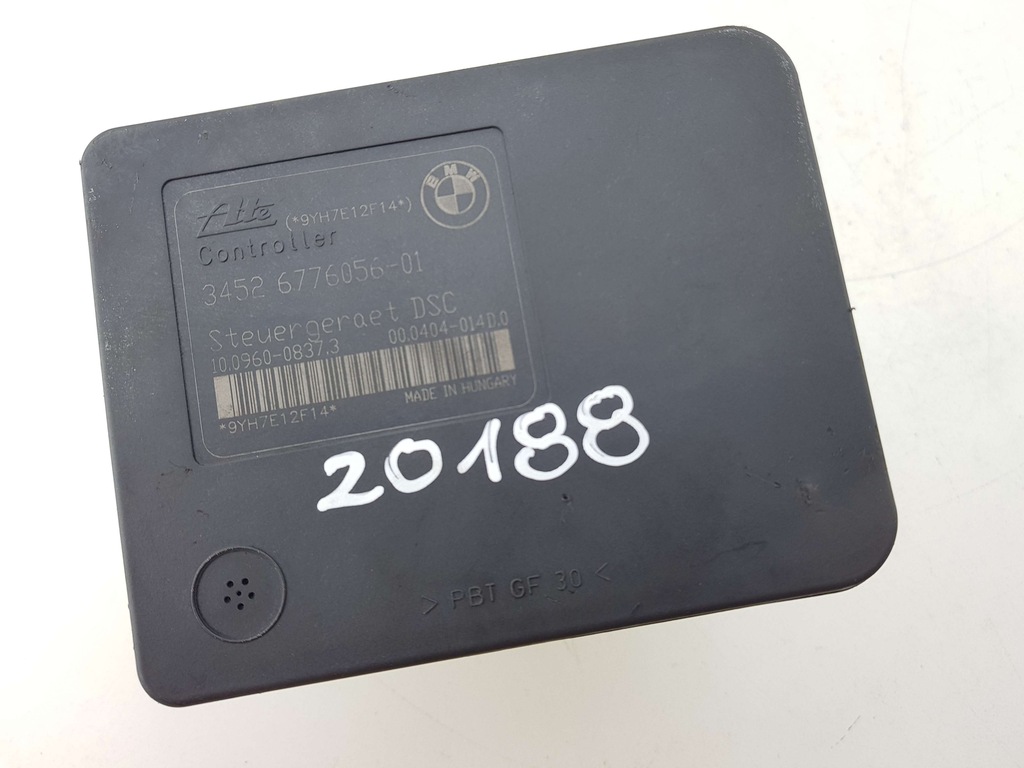 Ate (*9YH7E12F14*)
BMW
Controller
3452 6776056-01
Steuergeraet DSC
10.0960-0837.3 00.0404-014D.0
MADE IN HUNGARY
*9YH7E12F14*
20188
> PBT GF 30 <